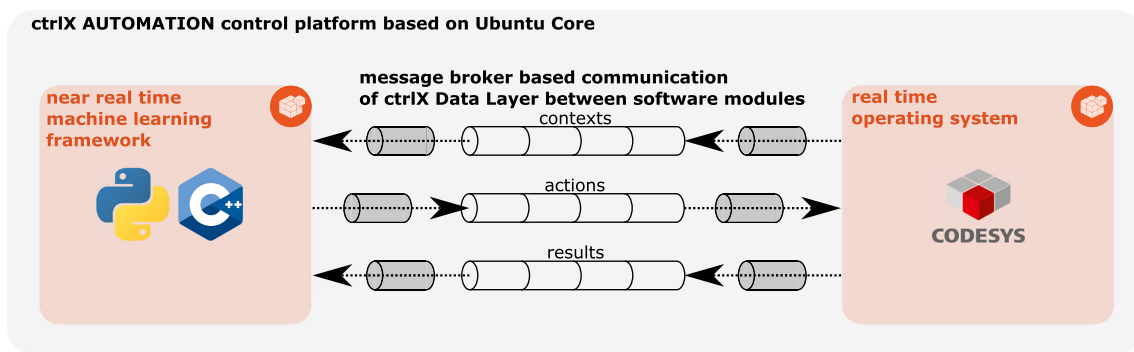 ctrlX AUTOMATION control platform based on Ubuntu Core
near real time
machine learning
framework
message broker based communication
of ctrlX Data Layer between software modules
real time
operating system
contexts
actions
results
C++
CODESYS